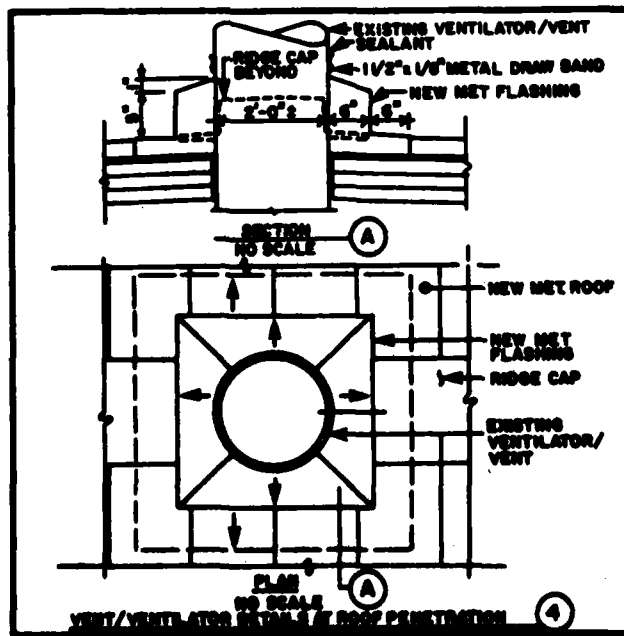 EXISTING VENTILATOR/VENT
SEALANT
1 1/2" x 1/8" METAL DRAW BAND
NEW MET FLASHING
RIDGE CAP
BEYOND
2'-0" ±
6"
6"
SECTION
NO SCALE
A
NEW MET. ROOF
NEW MET
FLASHING
RIDGE CAP
EXISTING
VENTILATOR/
VENT
PLAN
NO SCALE
A
VENT/VENTILATOR DETAILS AT ROOF PENETRATION
4